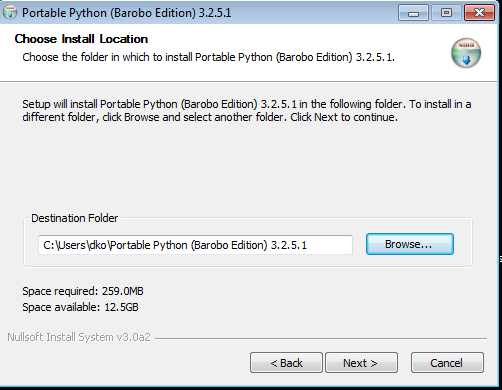 Portable Python (Barobo Edition) 3.2.5.1
Choose Install Location
Choose the folder in which to install Portable Python (Barobo Edition) 3.2.5.1.
Setup will install Portable Python (Barobo Edition) 3.2.5.1 in the following folder. To install in a
different folder, click Browse and select another folder. Click Next to continue.
Destination Folder
C:\Users\dko\Portable Python (Barobo Edition) 3.2.5.1
Browse...
Space required: 259.0MB
Space available: 12.5GB
Nullsoft Install System v3.0a2
< Back
Next >
Cancel